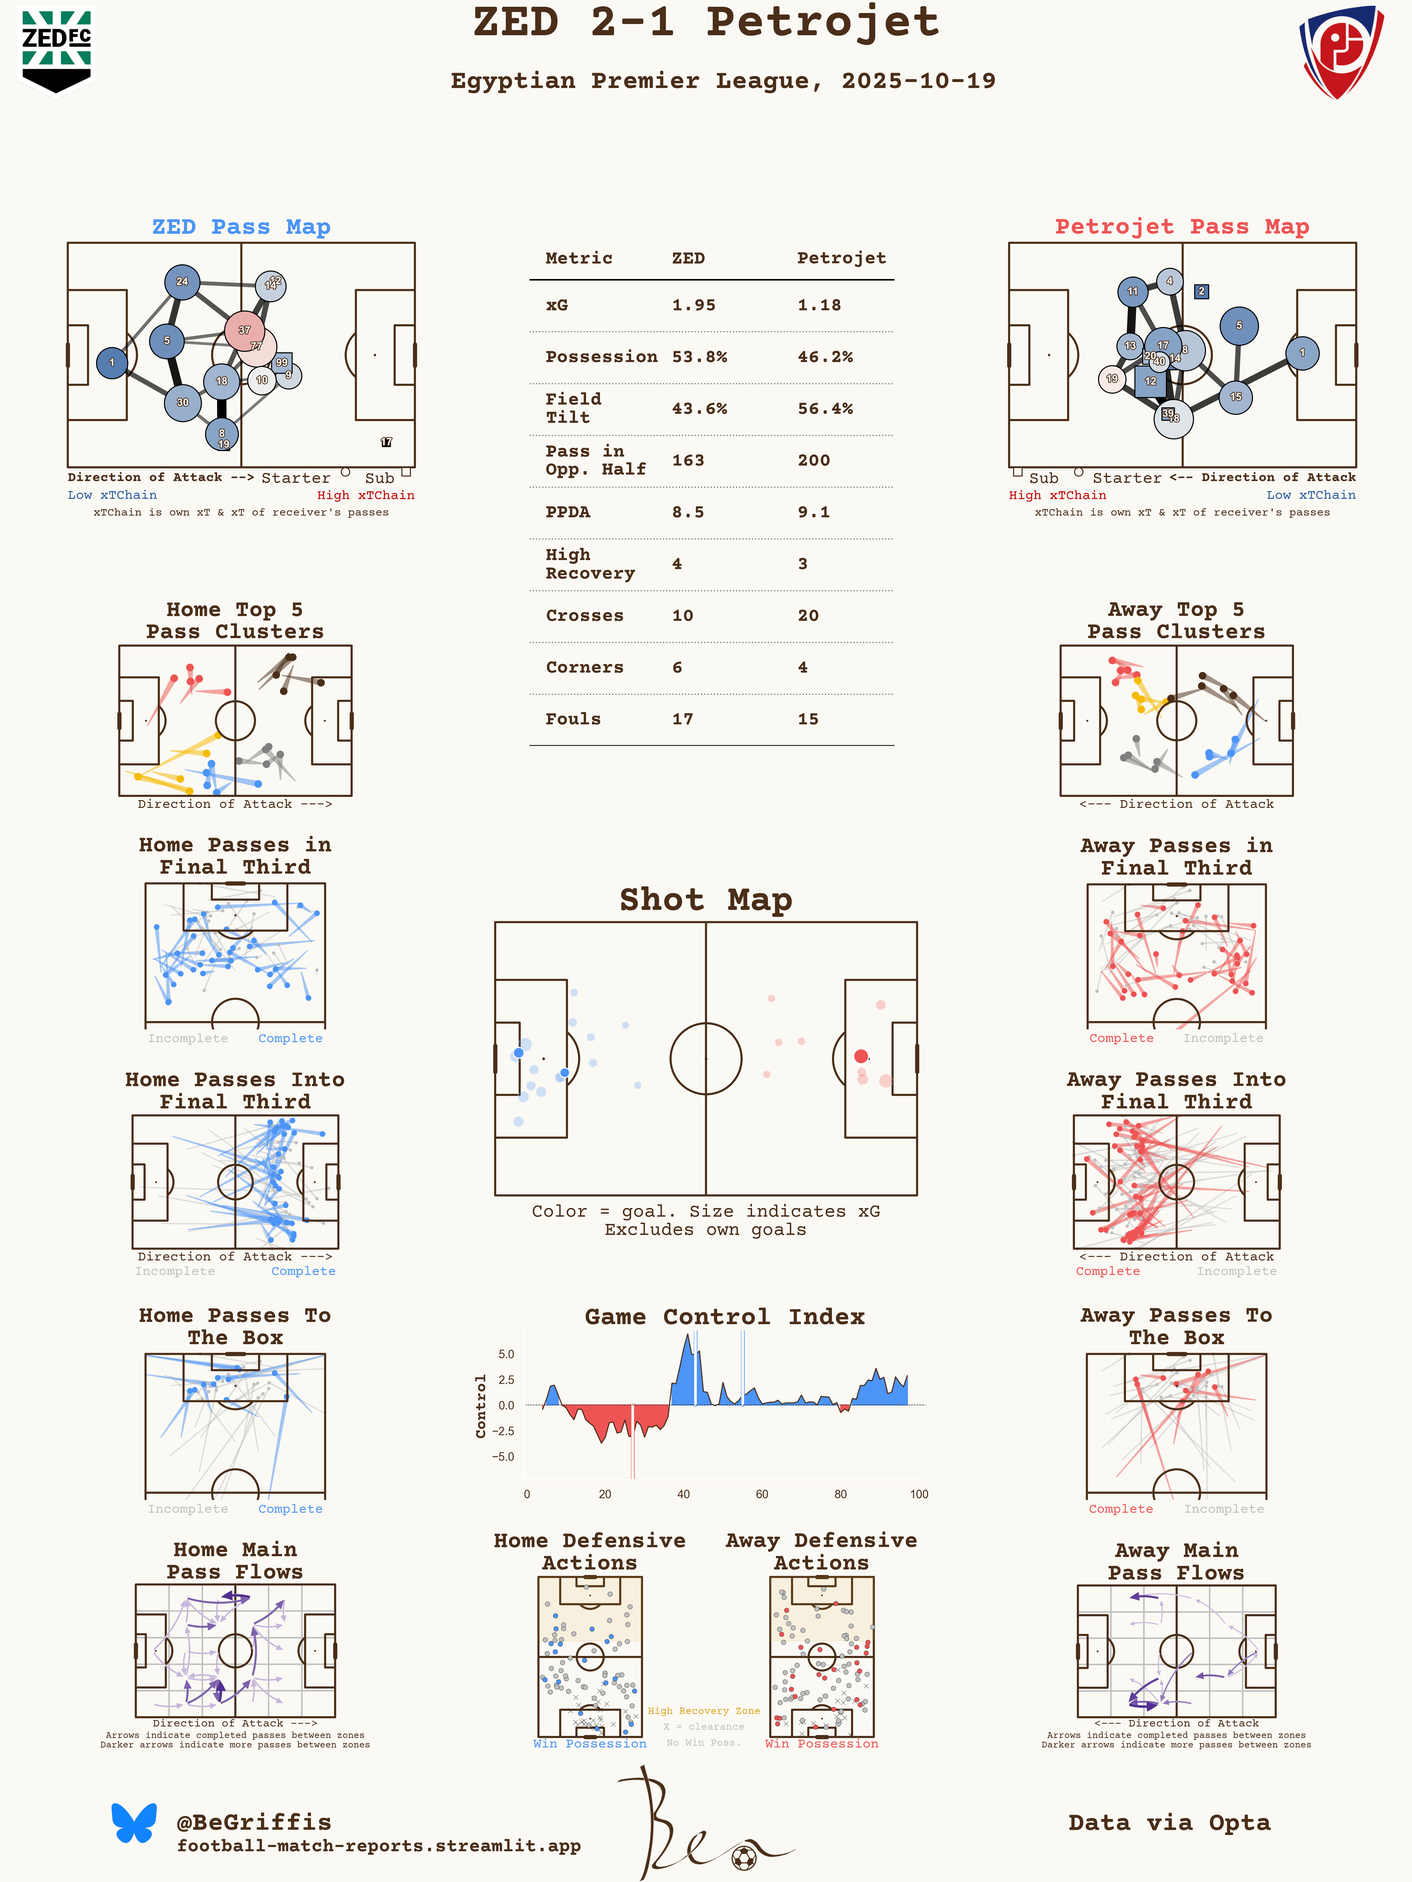 ZED 2-1 Petrojet
Egyptian Premier League, 2025-10-19
ZED FC
ZED Pass Map
24
12
14
37
77
5
1
99
9
10
18
30
8
19
17
Direction of Attack --> Starter Sub
Low xTChain High xTChain
xTChain is own xT & xT of receiver's passes
Metric ZED Petrojet
xG 1.95 1.18
Possession 53.8% 46.2%
Field
Tilt 43.6% 56.4%
Pass in
Opp. Half 163 200
PPDA 8.5 9.1
High
Recovery 4 3
Crosses 10 20
Corners 6 4
Fouls 17 15
Petrojet Pass Map
4
11
2
5
13
17
8
20
14
40
1
19
12
15
39
18
Sub Starter <-- Direction of Attack
High xTChain Low xTChain
xTChain is own xT & xT of receiver's passes
Home Top 5
Pass Clusters
Direction of Attack --->
Away Top 5
Pass Clusters
<--- Direction of Attack
Home Passes in
Final Third
Incomplete Complete
Away Passes in
Final Third
Complete Incomplete
Shot Map
Color = goal. Size indicates xG
Excludes own goals
Home Passes Into
Final Third
Direction of Attack --->
Incomplete Complete
Away Passes Into
Final Third
<--- Direction of Attack
Complete Incomplete
Home Passes To
The Box
Incomplete Complete
Game Control Index
Control
5.0
2.5
0.0
−2.5
−5.0
0 20 40 60 80 100
Away Passes To
The Box
Complete Incomplete
Home Main
Pass Flows
Direction of Attack --->
Arrows indicate completed passes between zones
Darker arrows indicate more passes between zones
Home Defensive
Actions
Win Possession
Away Defensive
Actions
Win Possession
High Recovery Zone
X = clearance
No Win Poss.
Away Main
Pass Flows
<--- Direction of Attack
Arrows indicate completed passes between zones
Darker arrows indicate more passes between zones
@BeGriffis
football-match-reports.streamlit.app
Ben
Data via Opta